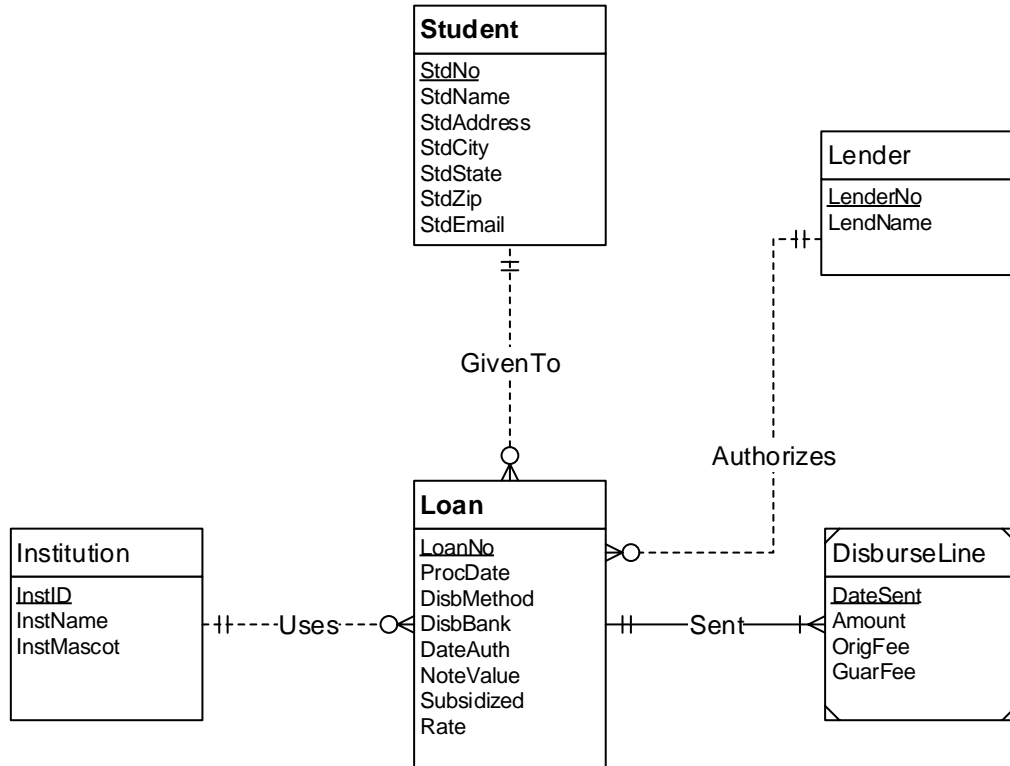 Student
StdNo
StdName
StdAddress
StdCity
StdState
StdZip
StdEmail
Lender
LenderNo
LendName
GivenTo
Authorizes
Institution
InstID
InstName
InstMascot
Uses
Loan
LoanNo
ProcDate
DisbMethod
DisbBank
DateAuth
NoteValue
Subsidized
Rate
Sent
DisburseLine
DateSent
Amount
OrigFee
GuarFee